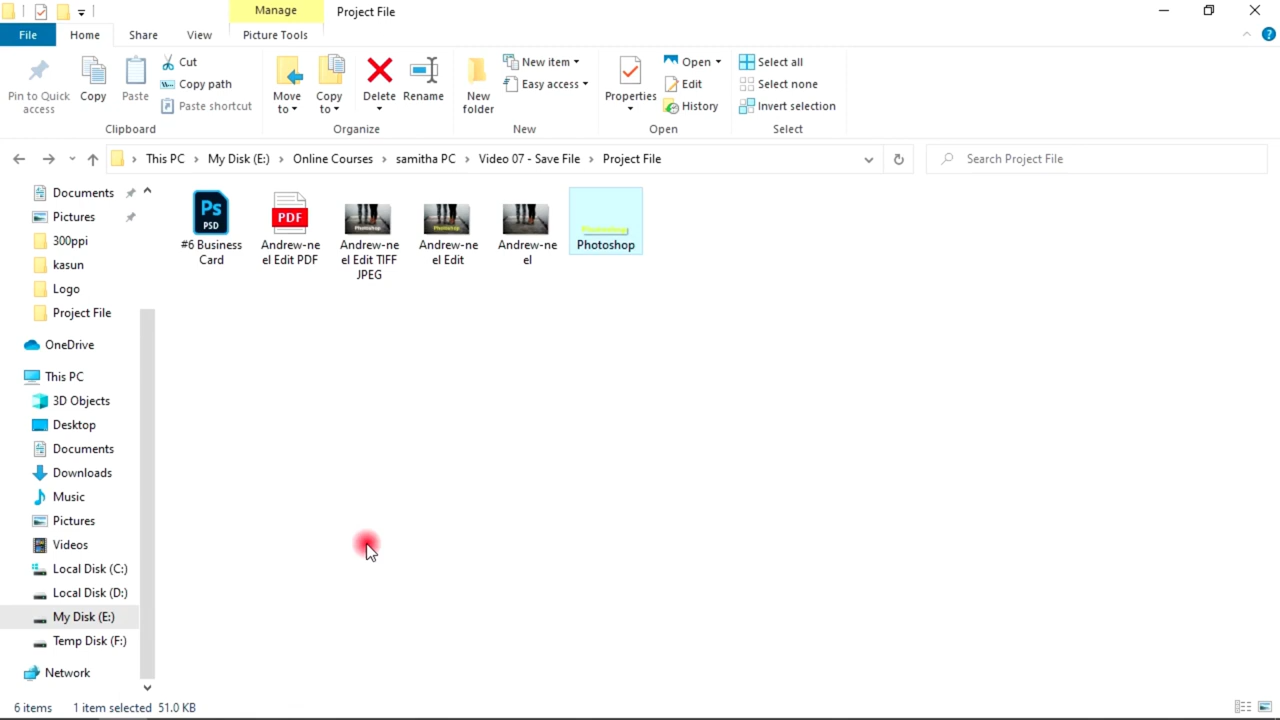 Manage
Project File
File
Home
Share
View
Picture Tools
Pin to Quick access
Copy
Paste
Cut
Copy path
Paste shortcut
Clipboard
Move to
Copy to
Delete
Rename
Organize
New folder
New item
Easy access
New
Properties
Open
Edit
History
Open
Select all
Select none
Invert selection
Select
This PC
My Disk (E:)
Online Courses
samitha PC
Video 07 - Save File
Project File
Search Project File
Documents
Pictures
300ppi
kasun
Logo
Project File
OneDrive
This PC
3D Objects
Desktop
Documents
Downloads
Music
Pictures
Videos
Local Disk (C:)
Local Disk (D:)
My Disk (E:)
Temp Disk (F:)
Network
Ps
PSD
#6 Business
Card
PDF
Andrew-ne
el Edit PDF
Photoshop
Andrew-ne
el Edit TIFF
JPEG
Photoshop
Andrew-ne
el Edit
Andrew-ne
el
Photoshop
Photoshop
6 items
1 item selected 51.0 KB